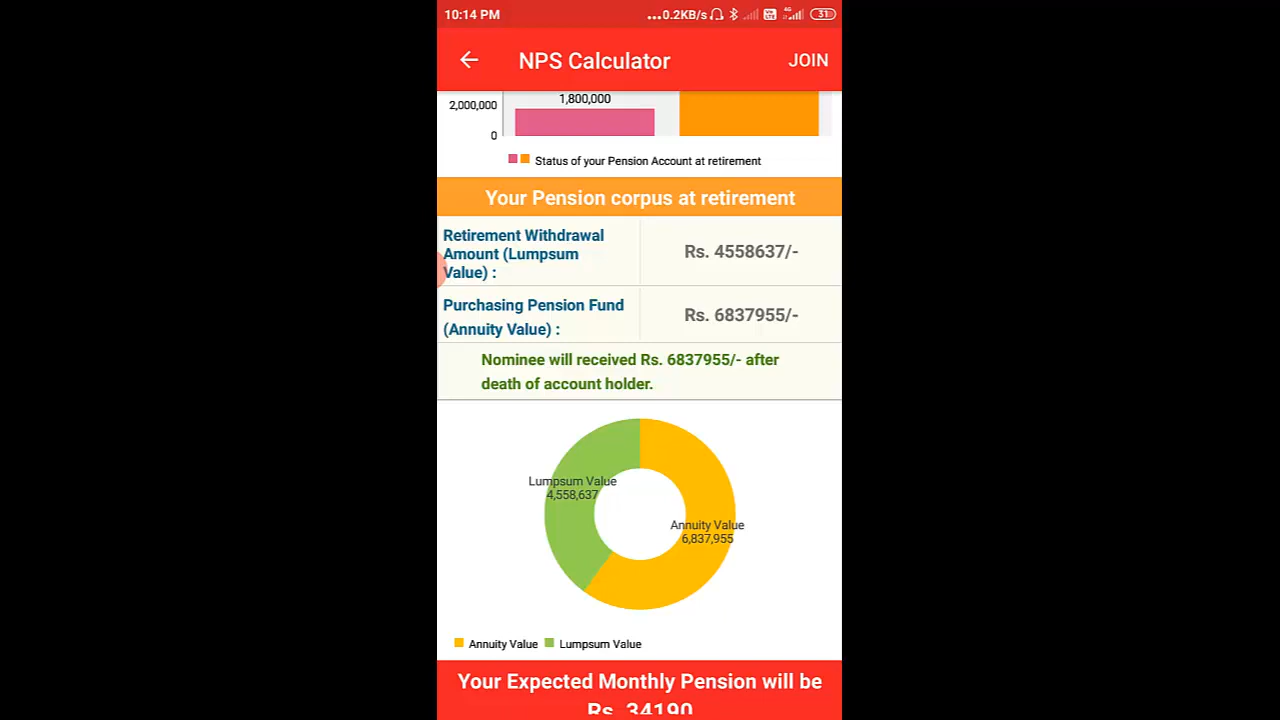 10:14 PM
...0.2KB/s
4G
31
NPS Calculator
JOIN
2,000,000
1,800,000
0
Status of your Pension Account at retirement
Your Pension corpus at retirement
Retirement Withdrawal
Amount (Lumpsum
Value) :
Rs. 4558637/-
Purchasing Pension Fund
(Annuity Value) :
Rs. 6837955/-
Nominee will received Rs. 6837955/- after
death of account holder.
Lumpsum Value
4,558,637
Annuity Value
6,837,955
Annuity Value
Lumpsum Value
Your Expected Monthly Pension will be
Rs. 34190